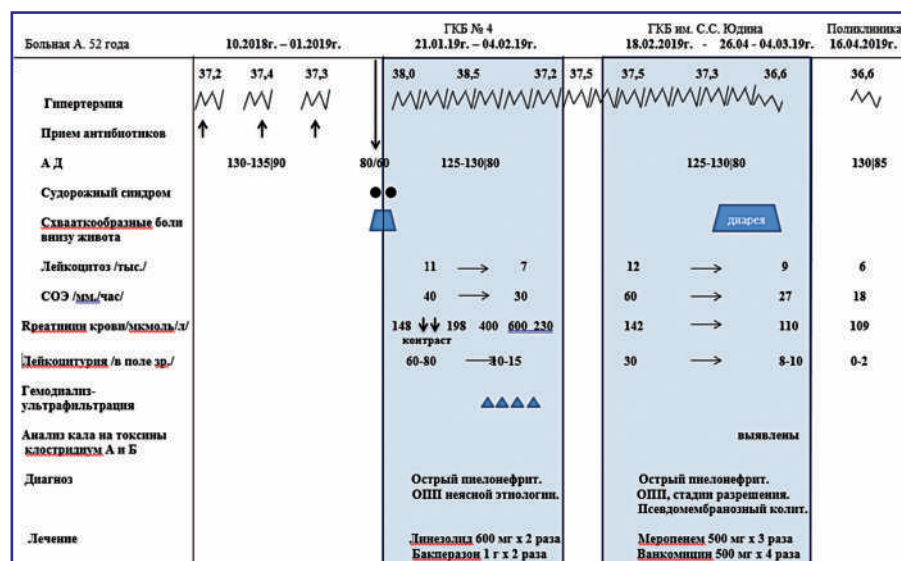 ГКБ № 4 ГКБ им. С.С. Юдина Поликлиника
Больная А. 52 года 10.2018г. – 01.2019г. 21.01.19г. – 04.02.19г. 18.02.2019г. - 26.04 - 04.03.19г. 16.04.2019г.
37,2 37,4 37,3 38,0 38,5 37,2 37,5 37,5 37,3 36,6 36,6
Гипертермия
Прием антибиотиков
А Д 130-135|90 80/60 125-130|80 125-130|80 130|85
Судорожный синдром
Схвааткообразные боли
внизу живота
диарея
Лейкоцитоз /тыс./ 11 → 7 12 → 9 6
СОЭ /мм./час/ 40 → 30 60 → 27 18
Rреатинин крови/мкмоль/л/ 148 ↓↓ 198 400 600 230 142 → 110 109
контраст
Лейкоцитурия /в поле зр./ 60-80 → 10-15 30 → 8-10 0-2
Гемодиализ-
ультрафильтрация
Анализ кала на токсины
клостридиум А и Б
выявлены
Диагноз Острый пиелонефрит. Острый пиелонефрит.
ОПП неясной этиологии. ОПП, стадии разрешения.
Псевдомембранозный колит.
Лечение Линезолид 600 мг х 2 раза Меропенем 500 мг х 3 раза
Бакперазон 1 г х 2 раза Ванкомицин 500 мг х 4 раза